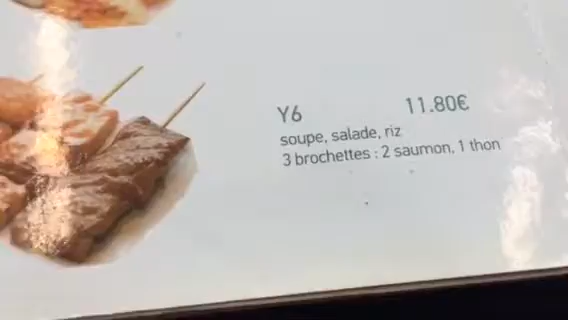 Y6 11.80€
soupe, salade, riz
3 brochettes : 2 saumon, 1 thon